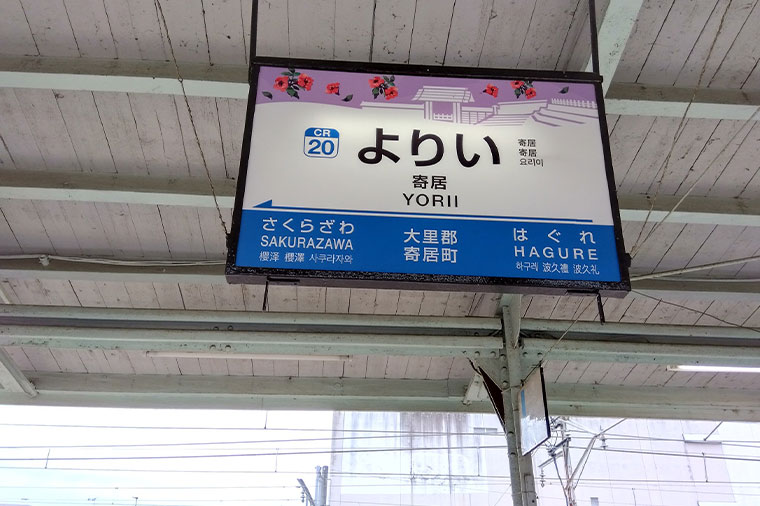 CR
20
よりい
寄居
寄居
요리이
寄居
YORII
さくらざわ
SAKURAZAWA
櫻泽 櫻澤 사쿠라자와
大里郡
寄居町
はぐれ
HAGURE
하구레 波久禮 波久礼